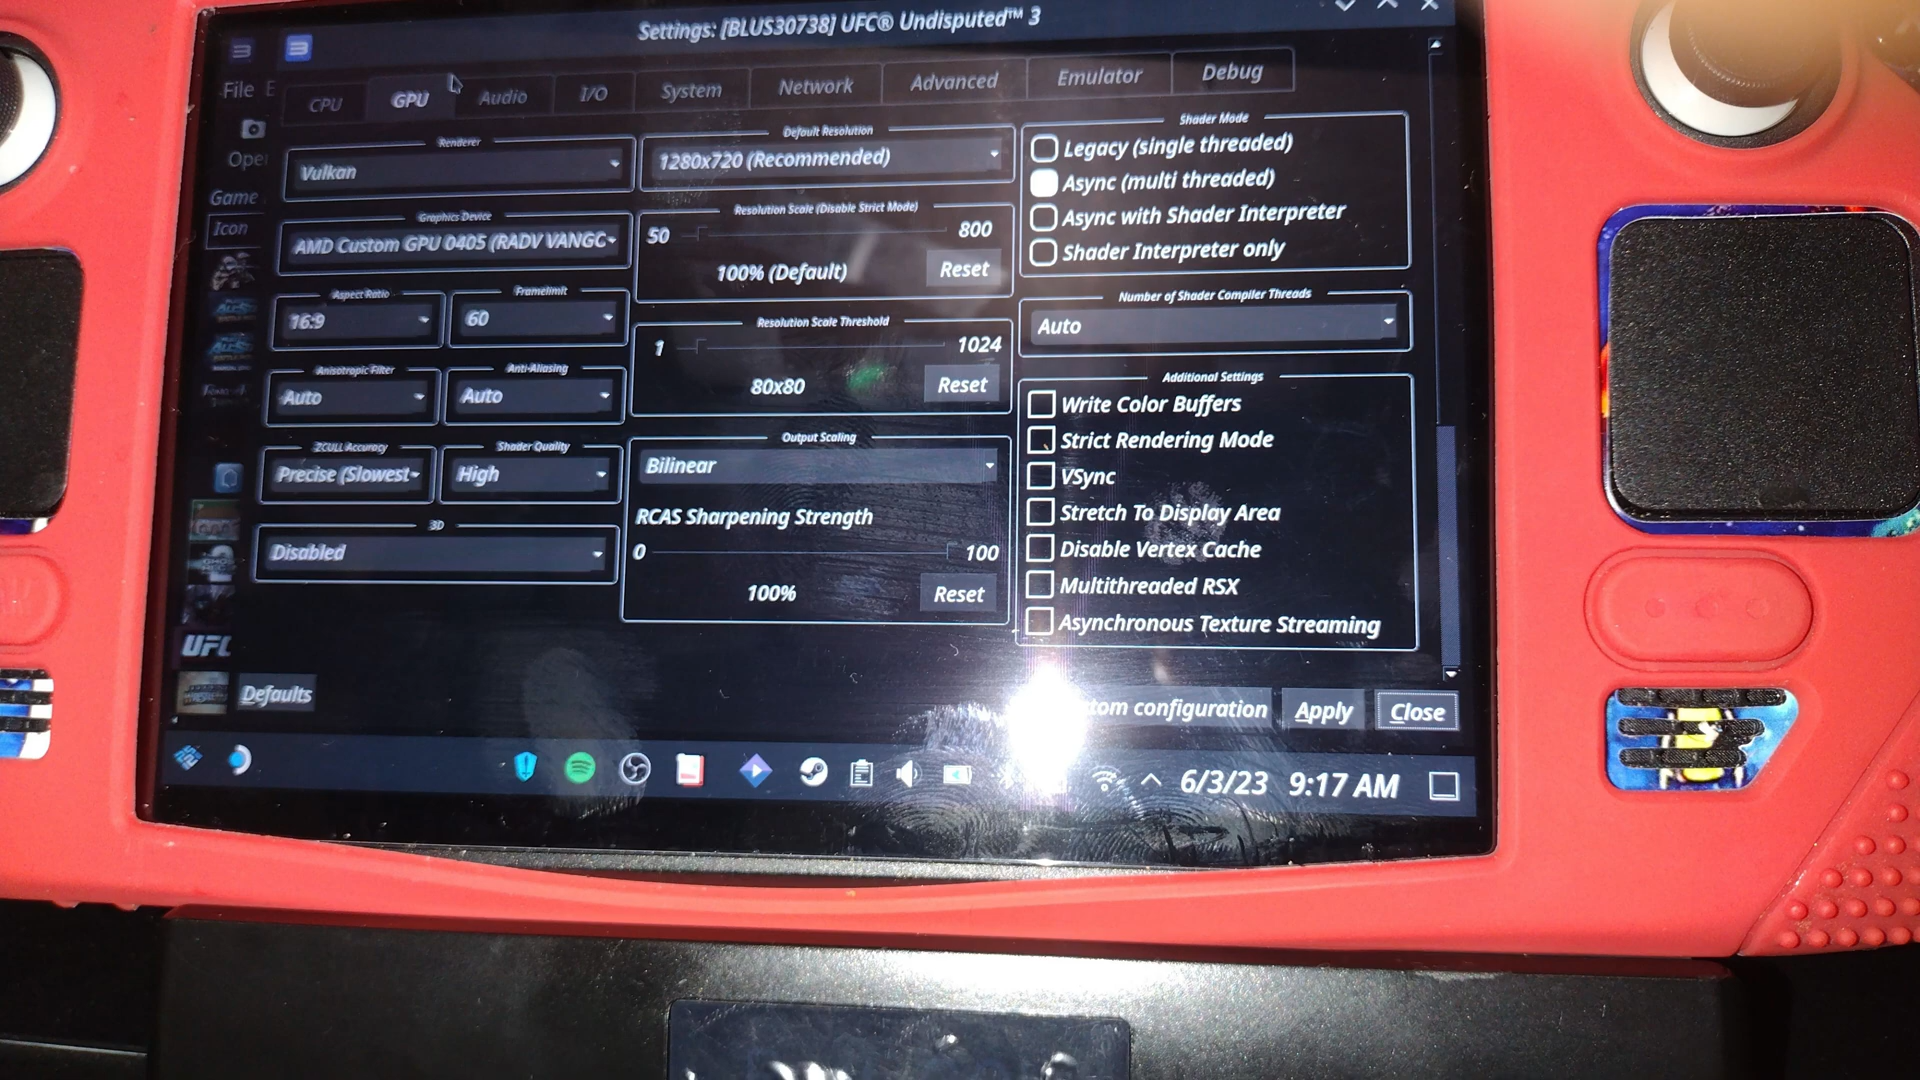 Settings: [BLUS30738] UFC® Undisputed™ 3
File E
CPU GPU Audio I/O System Network Advanced Emulator Debug
Game
Icon
Renderer
Vulkan
Graphics Device
AMD Custom GPU 0405 (RADV VANGC
Aspect Ratio
16:9
Framelimit
60
Anisotropic Filter
Auto
Anti-Aliasing
Auto
ZCULL Accuracy
Precise (Slowest
Shader Quality
High
3D
Disabled
Default Resolution
1280x720 (Recommended)
Resolution Scale (Disable Strict Mode)
50 800
100% (Default) Reset
Resolution Scale Threshold
1 1024
80x80 Reset
Output Scaling
Bilinear
RCAS Sharpening Strength
0 100
100% Reset
Shader Mode
Legacy (single threaded)
Async (multi threaded)
Async with Shader Interpreter
Shader Interpreter only
Number of Shader Compiler Threads
Auto
Additional Settings
Write Color Buffers
Strict Rendering Mode
VSync
Stretch To Display Area
Disable Vertex Cache
Multithreaded RSX
Asynchronous Texture Streaming
UFC
Defaults
tom configuration Apply Close
6/3/23 9:17 AM